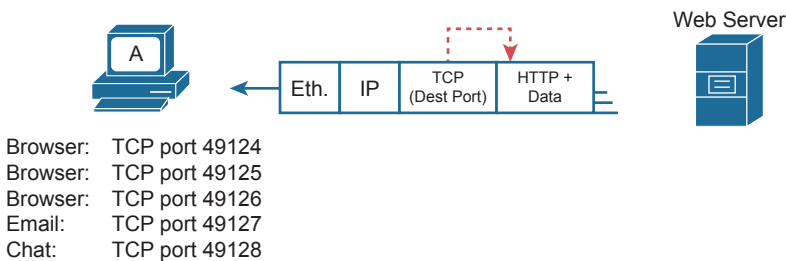 Web Server
A
Eth.
IP
TCP
(Dest Port)
HTTP +
Data
Browser: TCP port 49124
Browser: TCP port 49125
Browser: TCP port 49126
Email: TCP port 49127
Chat: TCP port 49128